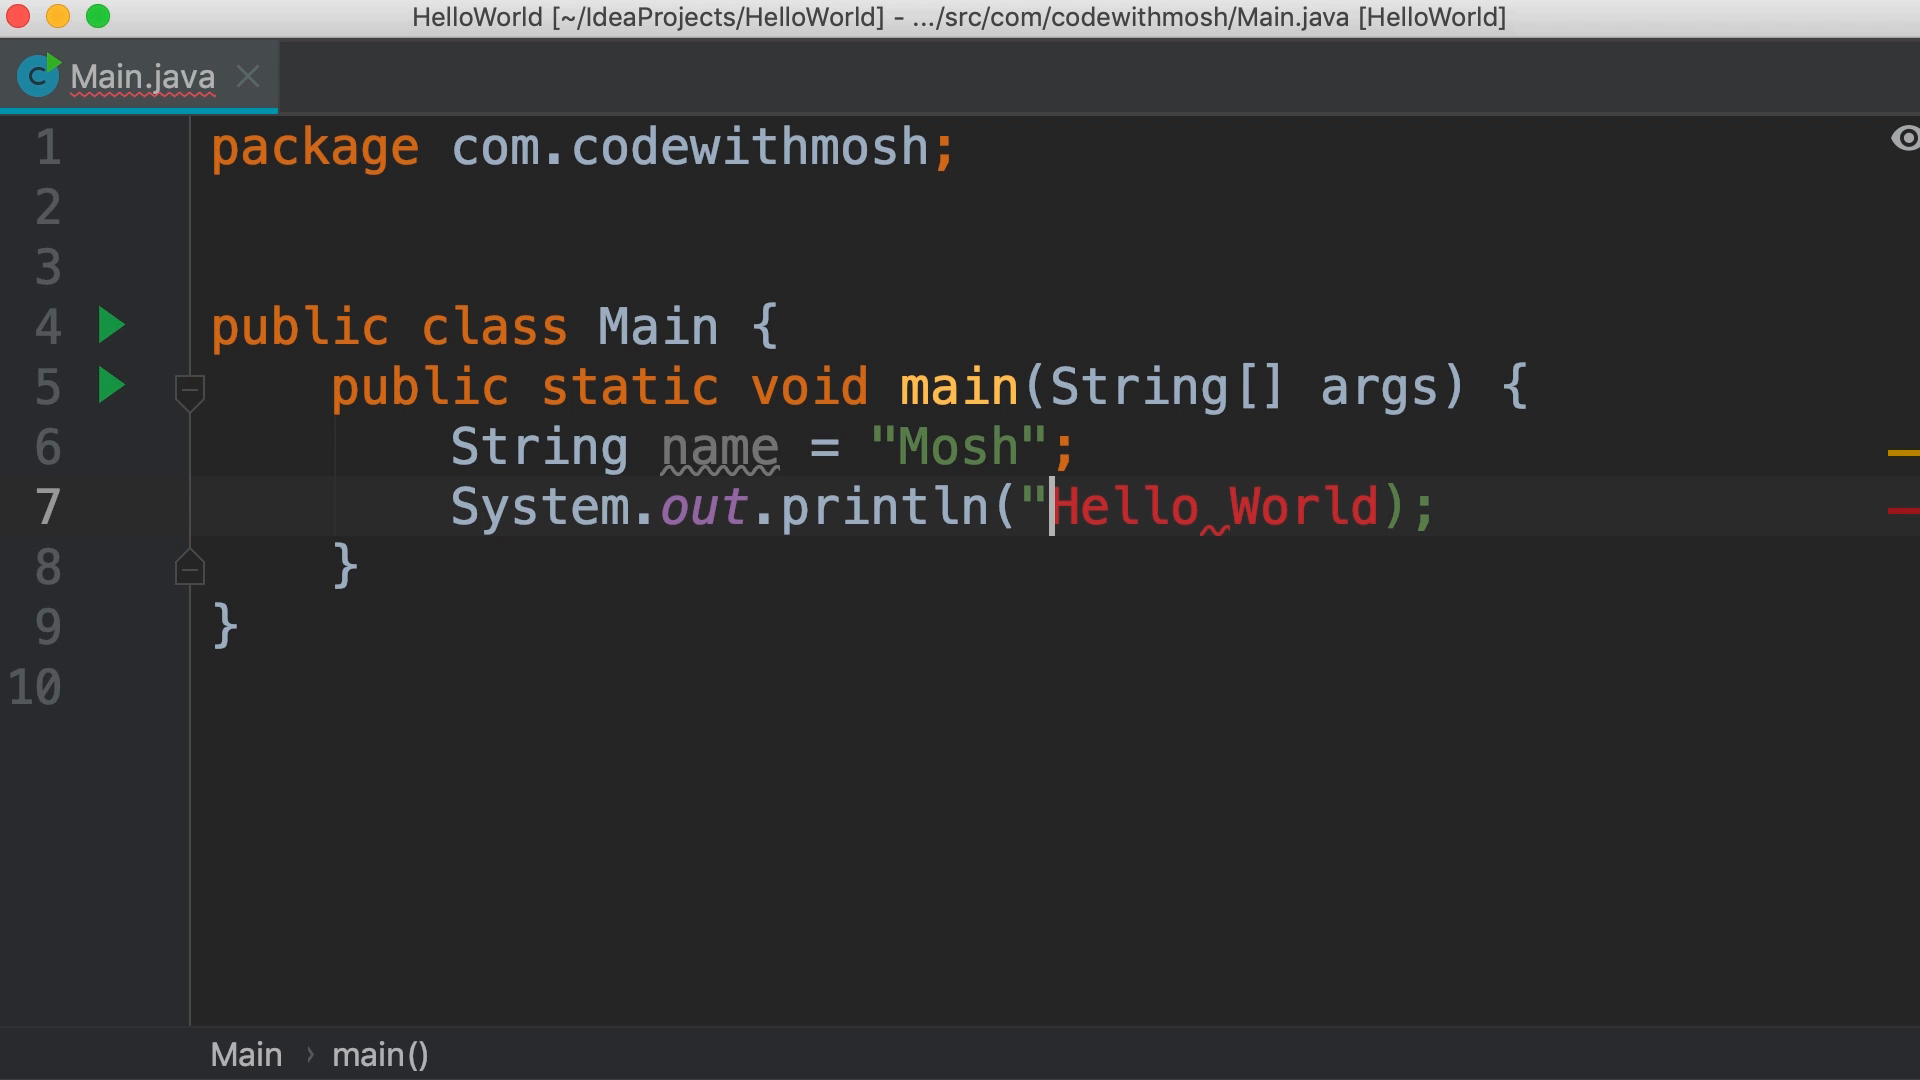 HelloWorld [~/IdeaProjects/HelloWorld] - .../src/com/codewithmosh/Main.java [HelloWorld]
C Main.java
1 package com.codewithmosh;
2
3
4 public class Main {
5     public static void main(String[] args) {
6         String name = "Mosh";
7         System.out.println("Hello World);
8     }
9 }
10
Main › main()